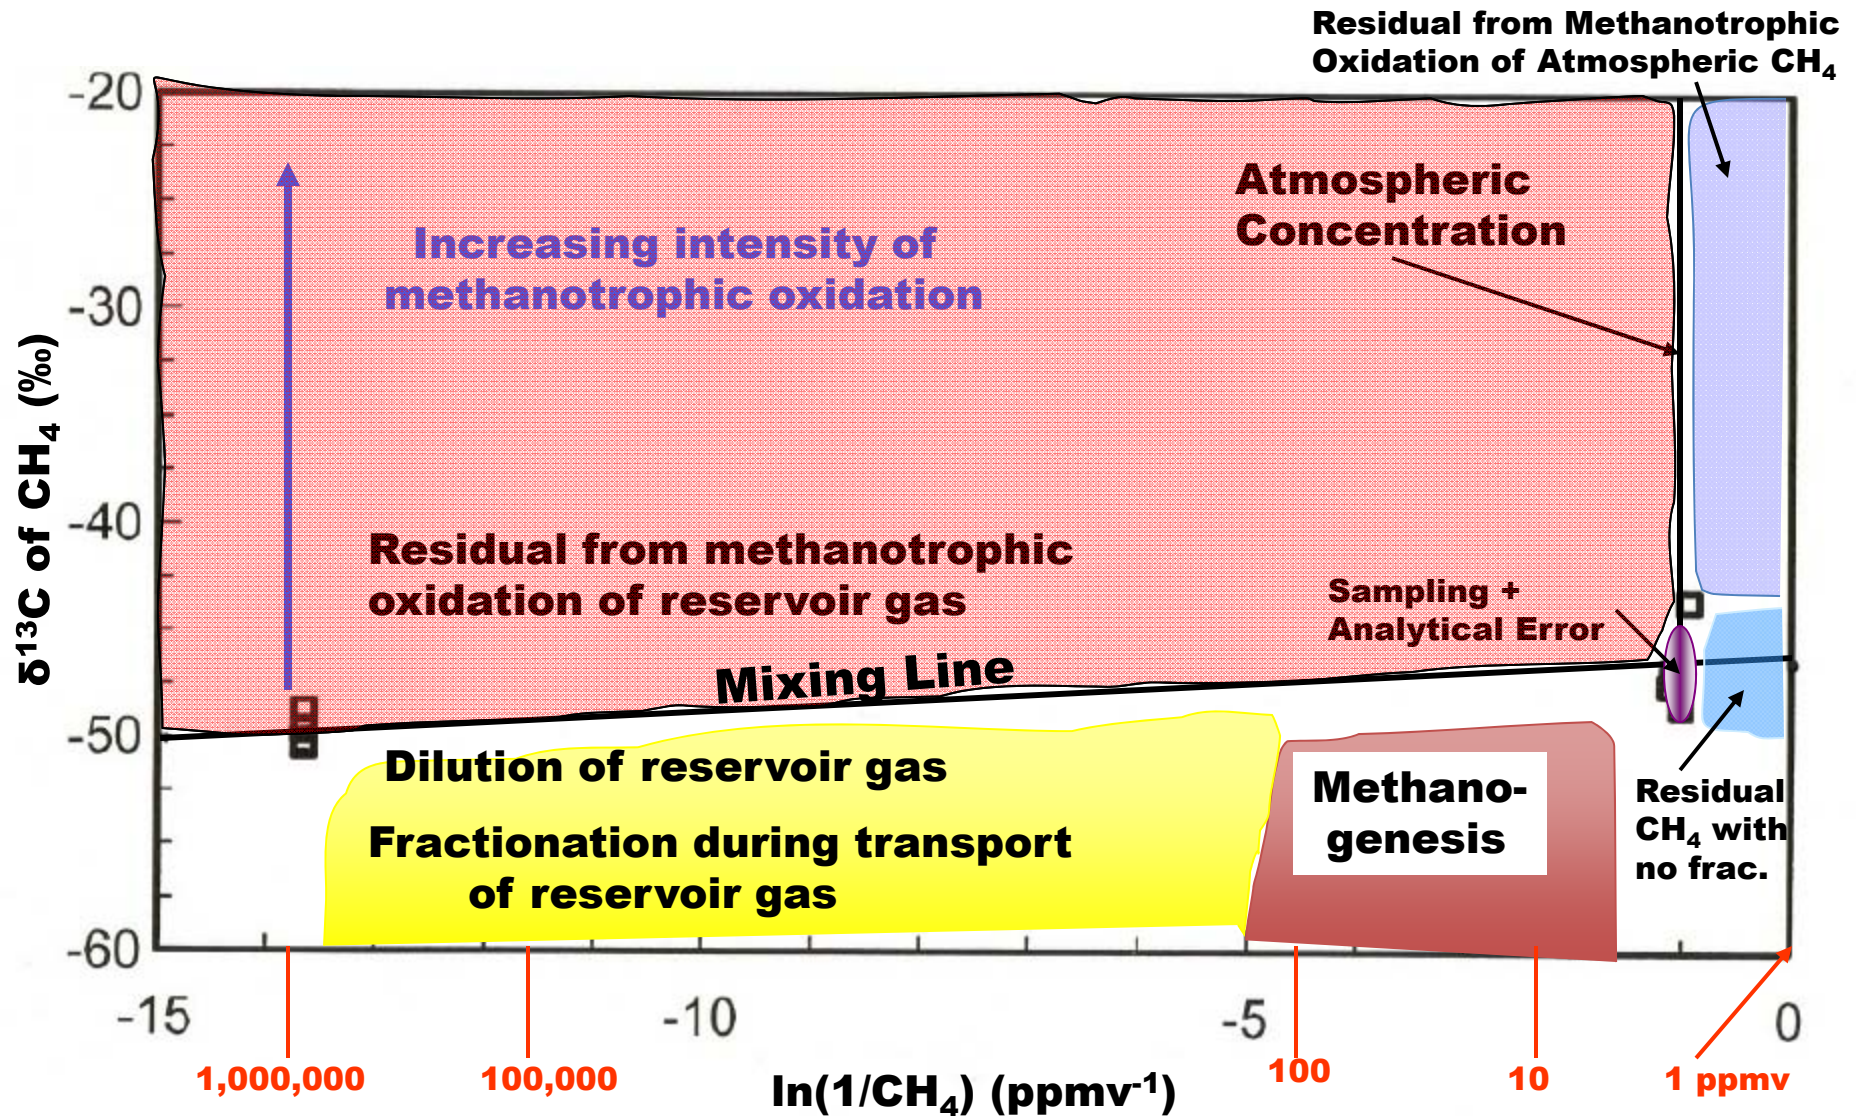 Residual from Methanotrophic
Oxidation of Atmospheric CH₄
-20
-30
-40
-50
-60
δ¹³C of CH₄ (‰)
Atmospheric
Concentration
Increasing intensity of
methanotrophic oxidation
Residual from methanotrophic
oxidation of reservoir gas
Sampling +
Analytical Error
Mixing Line
Dilution of reservoir gas
Fractionation during transport
of reservoir gas
Methano-
genesis
Residual
CH₄ with
no frac.
-15
-10
-5
0
1,000,000
100,000
100
10
1 ppmv
ln(1/CH₄) (ppmv⁻¹)